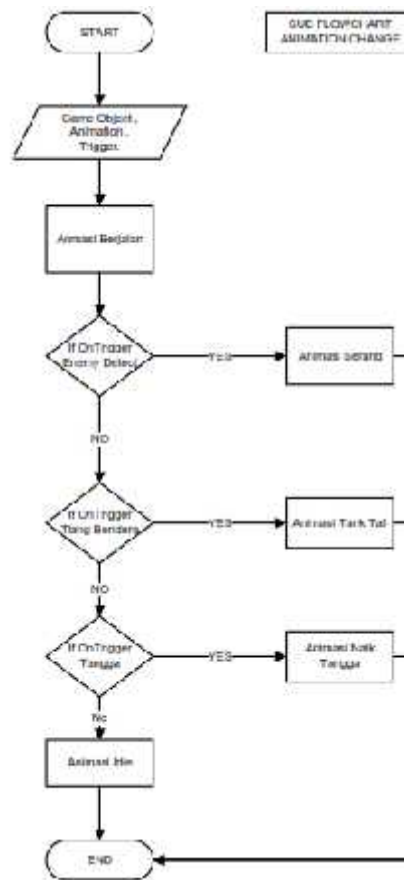 START
SUB FLOWCHART
ANIMATION CHANGE
Game Object,
Animation,
Trigger
Animasi Berjalan
If OnTrigger
Enemy Detect
YES
Animasi Serang
NO
If OnTrigger
Tiang Bendera
YES
Animasi Tarik Tali
NO
If OnTrigger
Tangga
YES
Animasi Naik
Tangga
No
Animasi Idle
END